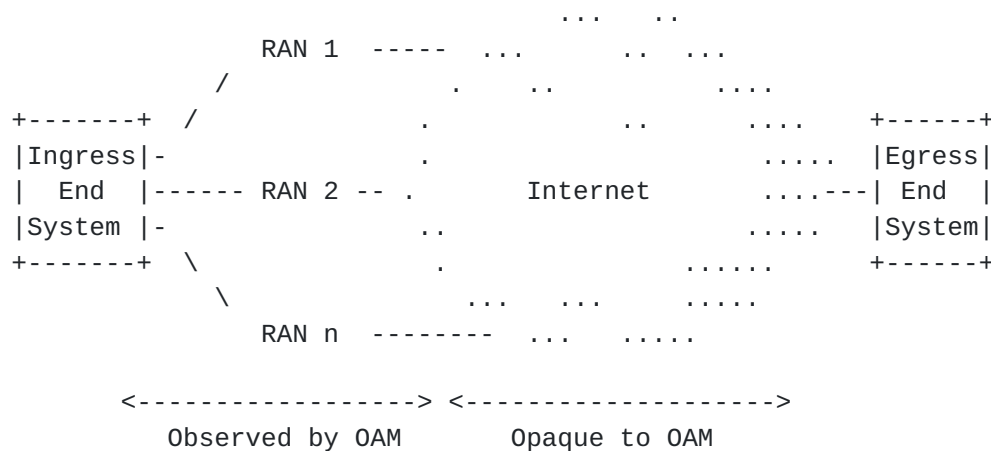 ...   ..
                RAN 1  -----  ...      ..  ...
             /               .    ..          ....
+-------+  /               .            ..      ....    +------+
|Ingress|-                 .                     .....  |Egress|
|  End  |------ RAN 2 -- .       Internet       ....---| End  |
|System |-                 ..                   .....   |System|
+-------+  \                .               ......      +------+
             \                ...   ...     .....
                RAN n  --------  ...   .....
       <------------------> <-------------------->
          Observed by OAM       Opaque to OAM